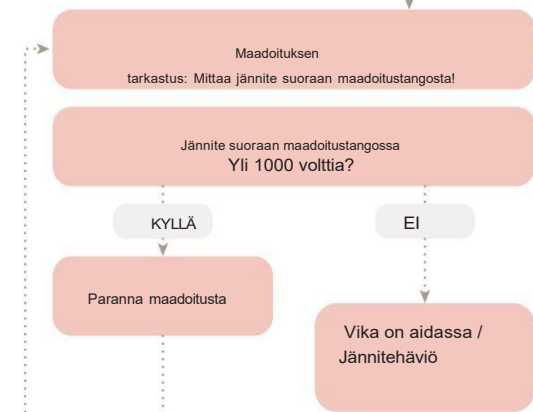 Maadoituksen
tarkastus: Mittaa jännite suoraan maadoitustangosta!
Jännite suoraan maadoitustangossa
Yli 1000 volttia?
KYLLÄ
EI
Paranna maadoitusta
Vika on aidassa /
Jännitehäviö